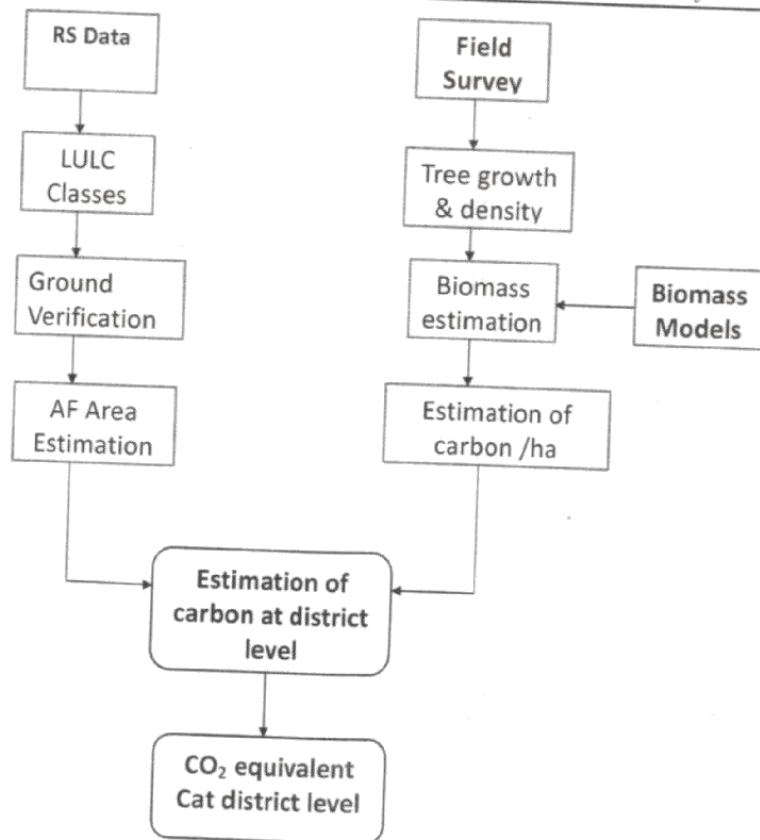 RS Data
LULC
Classes
Ground
Verification
AF Area
Estimation
Field
Survey
Tree growth
& density
Biomass
estimation
Biomass
Models
Estimation of
carbon /ha
Estimation of
carbon at district
level
CO₂ equivalent
Cat district level